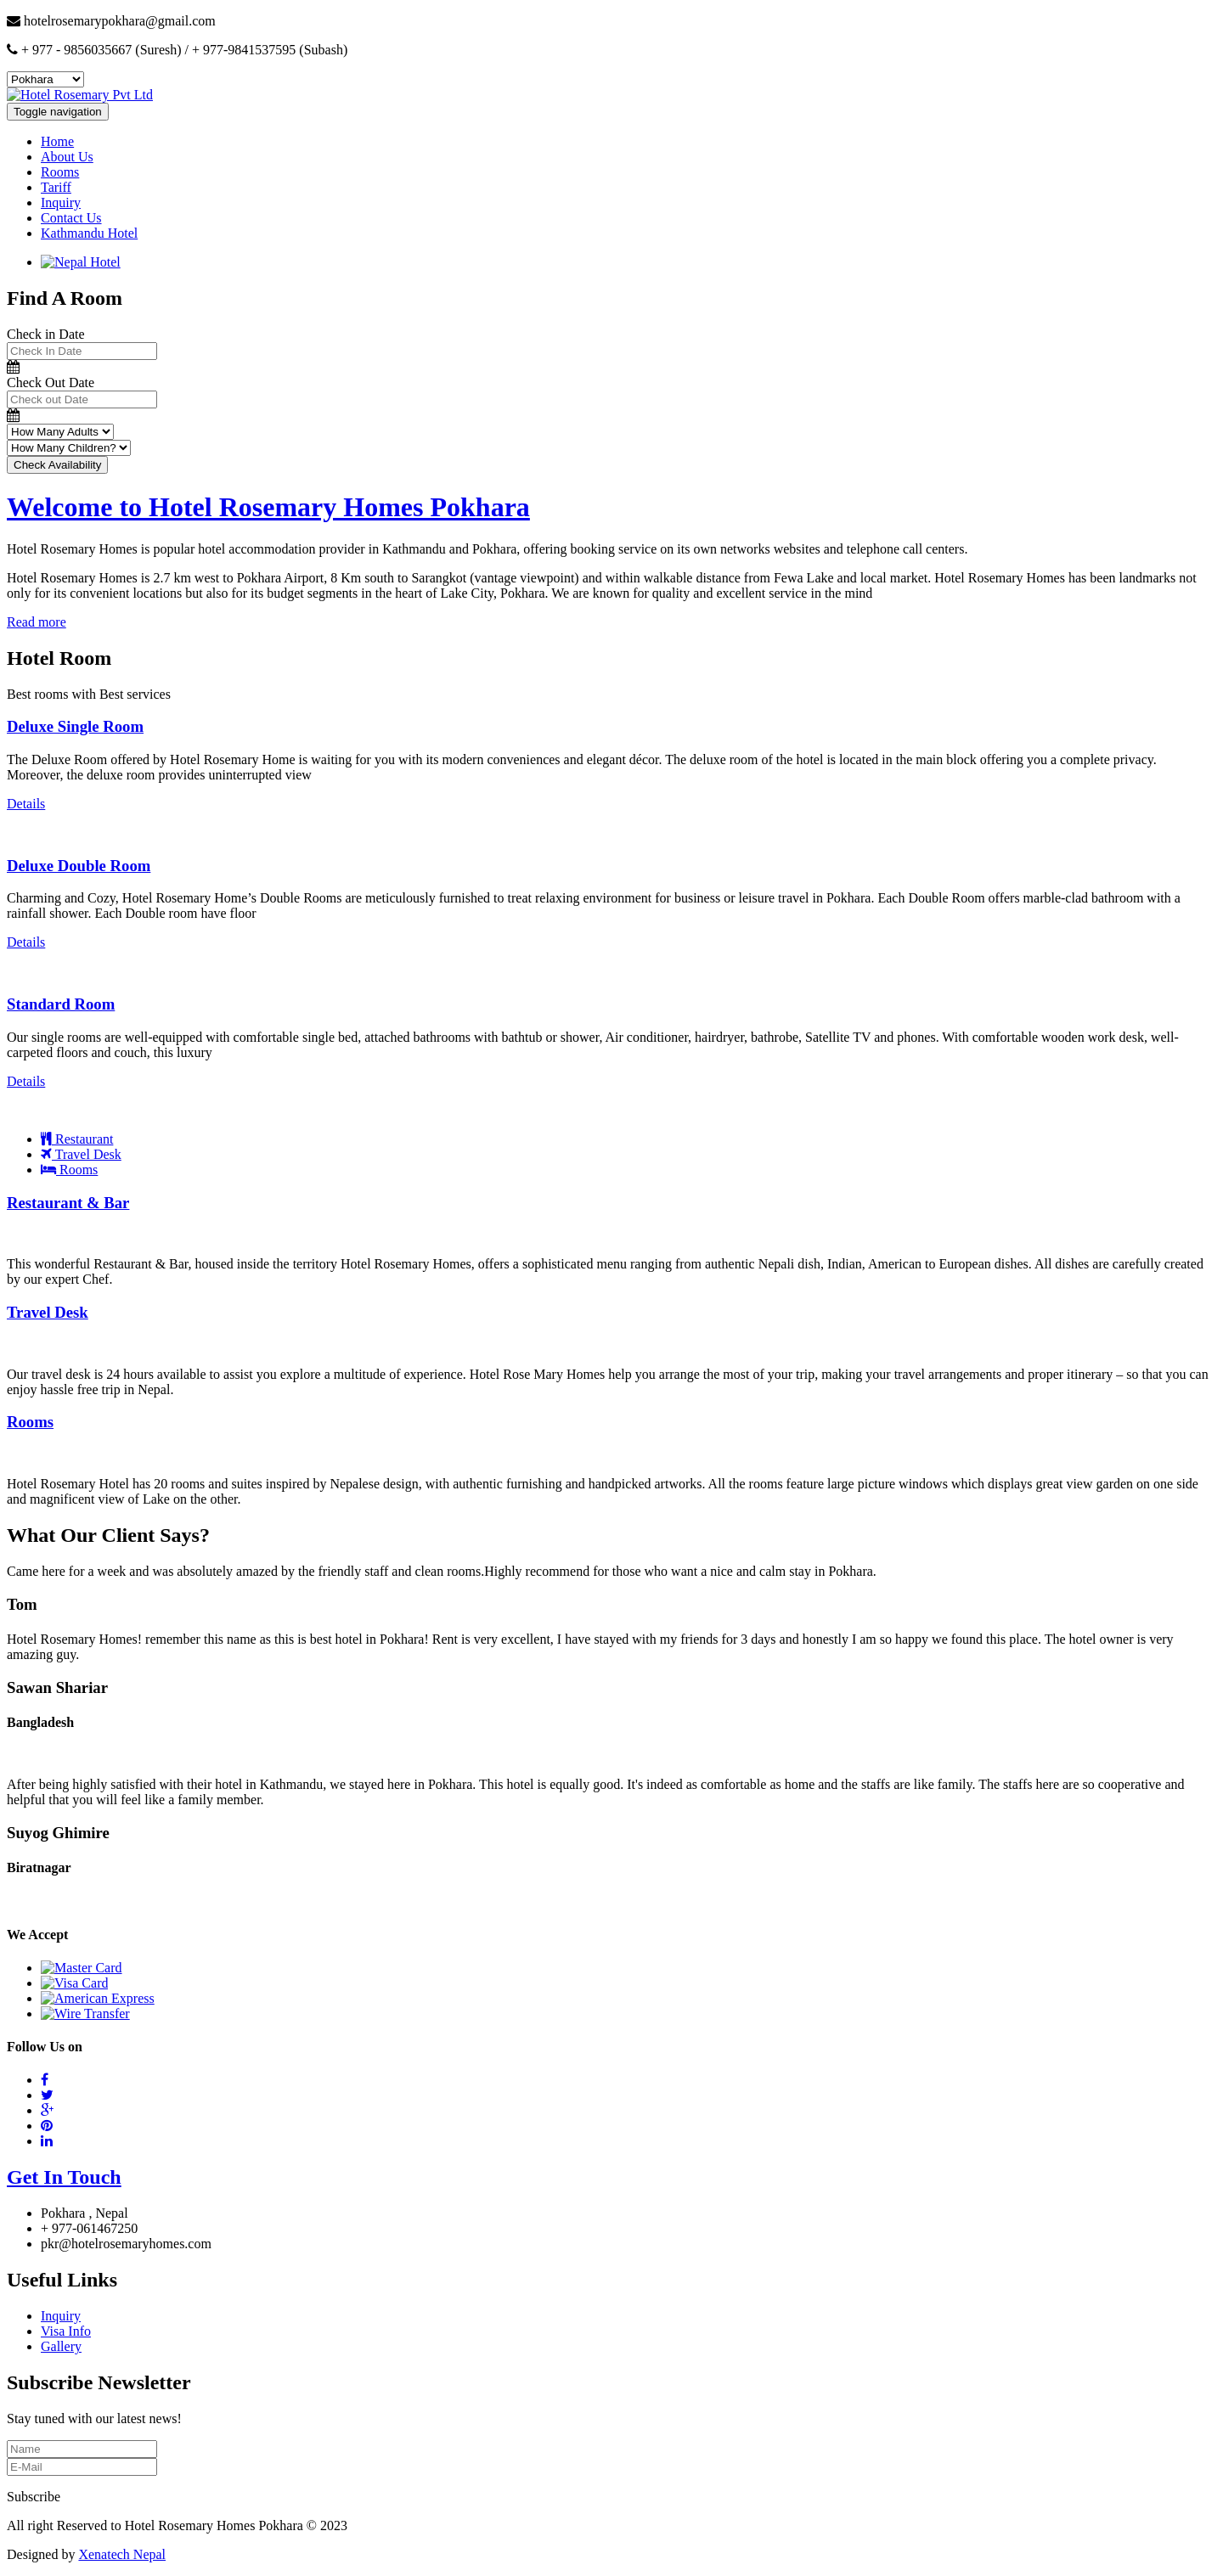 hotelrosemarypokhara@gmail.com
+ 977 - 9856035667 (Suresh) / + 977-9841537595 (Subash)
Pokhara
Hotel Rosemary Pvt Ltd
Toggle navigation
Home
About Us
Rooms
Tariff
Inquiry
Contact Us
Kathmandu Hotel
Nepal Hotel
Find A Room
Check in Date
Check In Date
Check Out Date
Check out Date
How Many Adults
How Many Children?
Check Availability
Welcome to Hotel Rosemary Homes Pokhara
Hotel Rosemary Homes is popular hotel accommodation provider in Kathmandu and Pokhara, offering booking service on its own networks websites and telephone call centers.
Hotel Rosemary Homes is 2.7 km west to Pokhara Airport, 8 Km south to Sarangkot (vantage viewpoint) and within walkable distance from Fewa Lake and local market. Hotel Rosemary Homes has been landmarks not
only for its convenient locations but also for its budget segments in the heart of Lake City, Pokhara. We are known for quality and excellent service in the mind
Read more
Hotel Room
Best rooms with Best services
Deluxe Single Room
The Deluxe Room offered by Hotel Rosemary Home is waiting for you with its modern conveniences and elegant décor. The deluxe room of the hotel is located in the main block offering you a complete privacy.
Moreover, the deluxe room provides uninterrupted view
Details
Deluxe Double Room
Charming and Cozy, Hotel Rosemary Home’s Double Rooms are meticulously furnished to treat relaxing environment for business or leisure travel in Pokhara. Each Double Room offers marble-clad bathroom with a
rainfall shower. Each Double room have floor
Details
Standard Room
Our single rooms are well-equipped with comfortable single bed, attached bathrooms with bathtub or shower, Air conditioner, hairdryer, bathrobe, Satellite TV and phones. With comfortable wooden work desk, well-
carpeted floors and couch, this luxury
Details
Restaurant
Travel Desk
Rooms
Restaurant & Bar
This wonderful Restaurant & Bar, housed inside the territory Hotel Rosemary Homes, offers a sophisticated menu ranging from authentic Nepali dish, Indian, American to European dishes. All dishes are carefully created
by our expert Chef.
Travel Desk
Our travel desk is 24 hours available to assist you explore a multitude of experience. Hotel Rose Mary Homes help you arrange the most of your trip, making your travel arrangements and proper itinerary – so that you can
enjoy hassle free trip in Nepal.
Rooms
Hotel Rosemary Hotel has 20 rooms and suites inspired by Nepalese design, with authentic furnishing and handpicked artworks. All the rooms feature large picture windows which displays great view garden on one side
and magnificent view of Lake on the other.
What Our Client Says?
Came here for a week and was absolutely amazed by the friendly staff and clean rooms.Highly recommend for those who want a nice and calm stay in Pokhara.
Tom
Hotel Rosemary Homes! remember this name as this is best hotel in Pokhara! Rent is very excellent, I have stayed with my friends for 3 days and honestly I am so happy we found this place. The hotel owner is very
amazing guy.
Sawan Shariar
Bangladesh
After being highly satisfied with their hotel in Kathmandu, we stayed here in Pokhara. This hotel is equally good. It's indeed as comfortable as home and the staffs are like family. The staffs here are so cooperative and
helpful that you will feel like a family member.
Suyog Ghimire
Biratnagar
We Accept
Master Card
Visa Card
American Express
Wire Transfer
Follow Us on
Get In Touch
Pokhara , Nepal
+ 977-061467250
pkr@hotelrosemaryhomes.com
Useful Links
Inquiry
Visa Info
Gallery
Subscribe Newsletter
Stay tuned with our latest news!
Name
E-Mail
Subscribe
All right Reserved to Hotel Rosemary Homes Pokhara © 2023
Designed by Xenatech Nepal